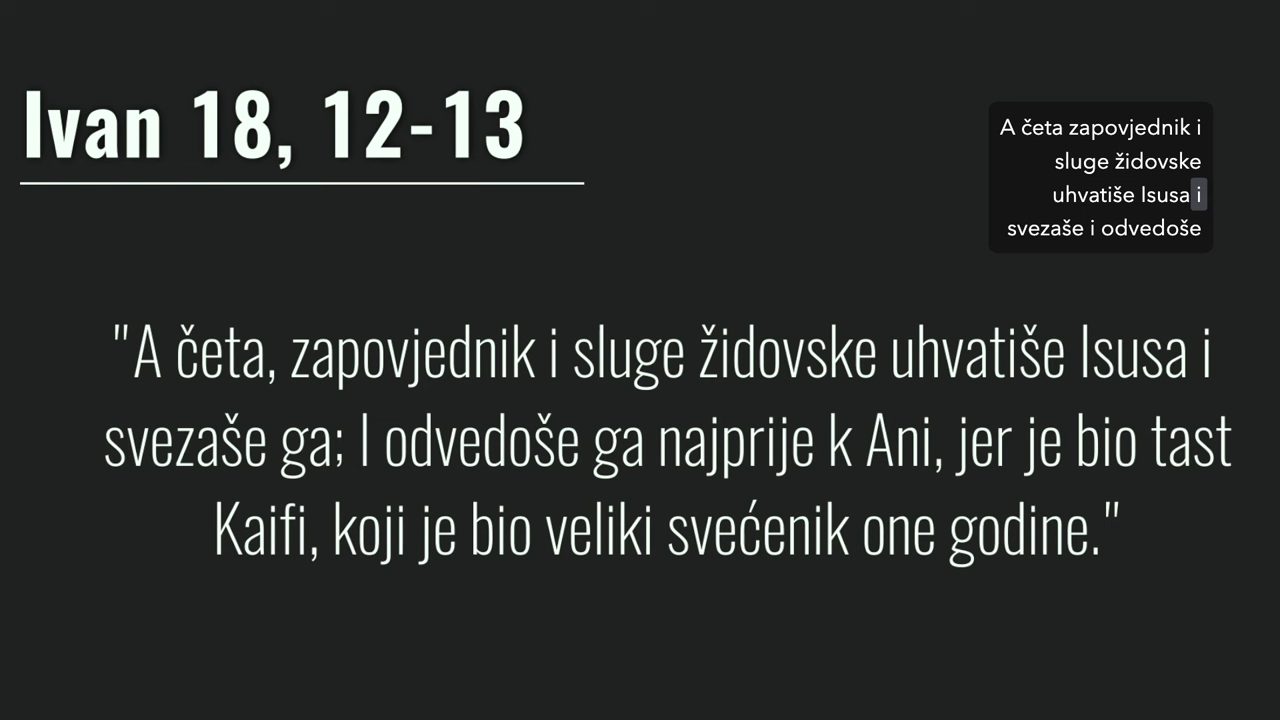 Ivan 18, 12-13
A četa zapovjednik i
sluge židovske
uhvatiše Isusa i
svezaše i odvedoše
"A četa, zapovjednik i sluge židovske uhvatiše Isusa i
svezaše ga; I odvedoše ga najprije k Ani, jer je bio tast
Kaifi, koji je bio veliki svećenik one godine."